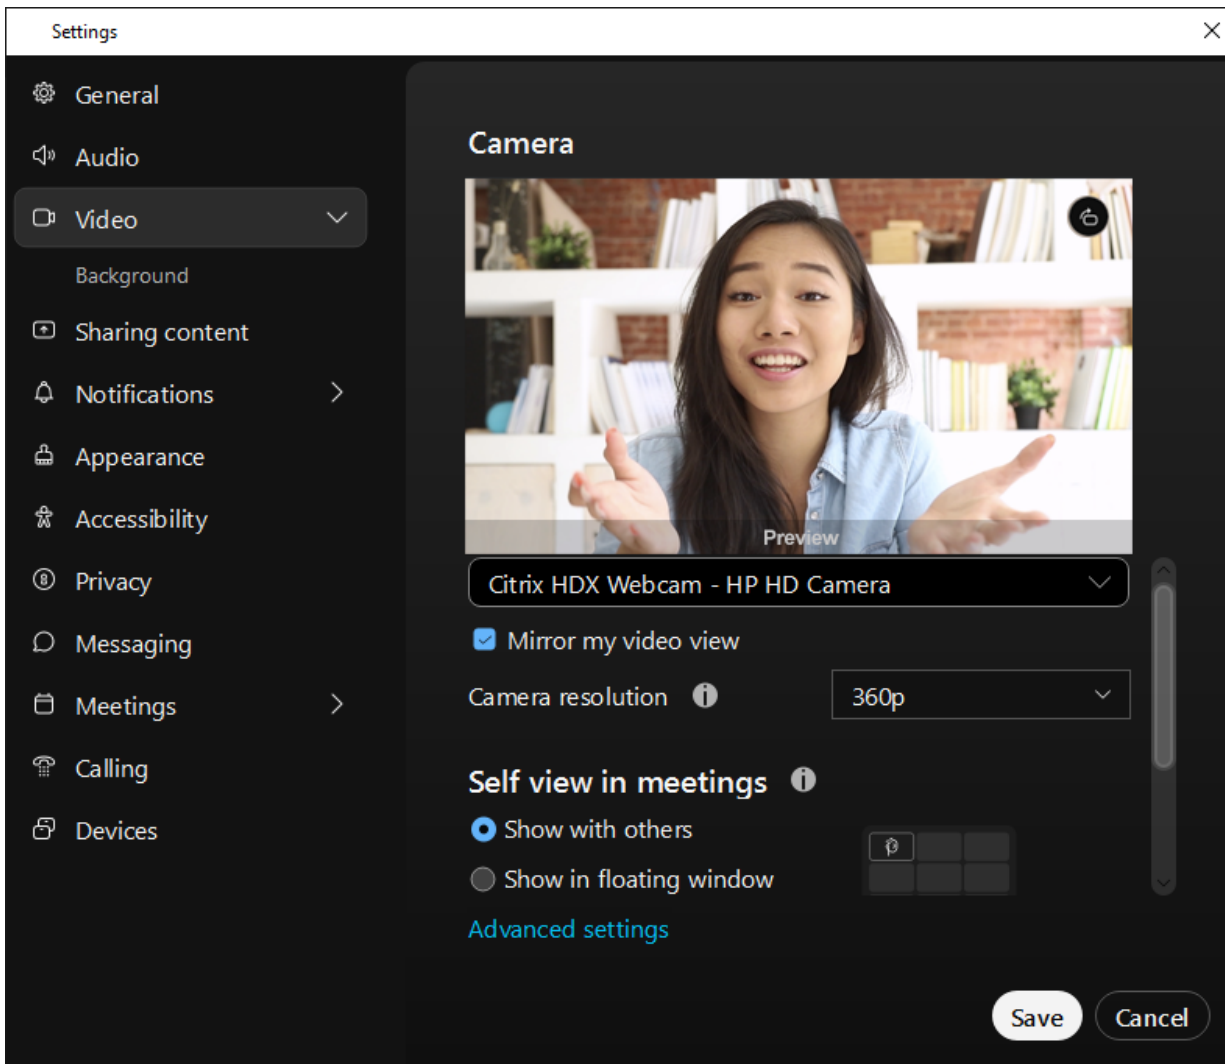 Settings
General
Audio
Video
Background
Sharing content
Notifications
Appearance
Accessibility
Privacy
Messaging
Meetings
Calling
Devices
Camera
Preview
Citrix HDX Webcam - HP HD Camera
Mirror my video view
Camera resolution
360p
Self view in meetings
Show with others
Show in floating window
Advanced settings
Save
Cancel